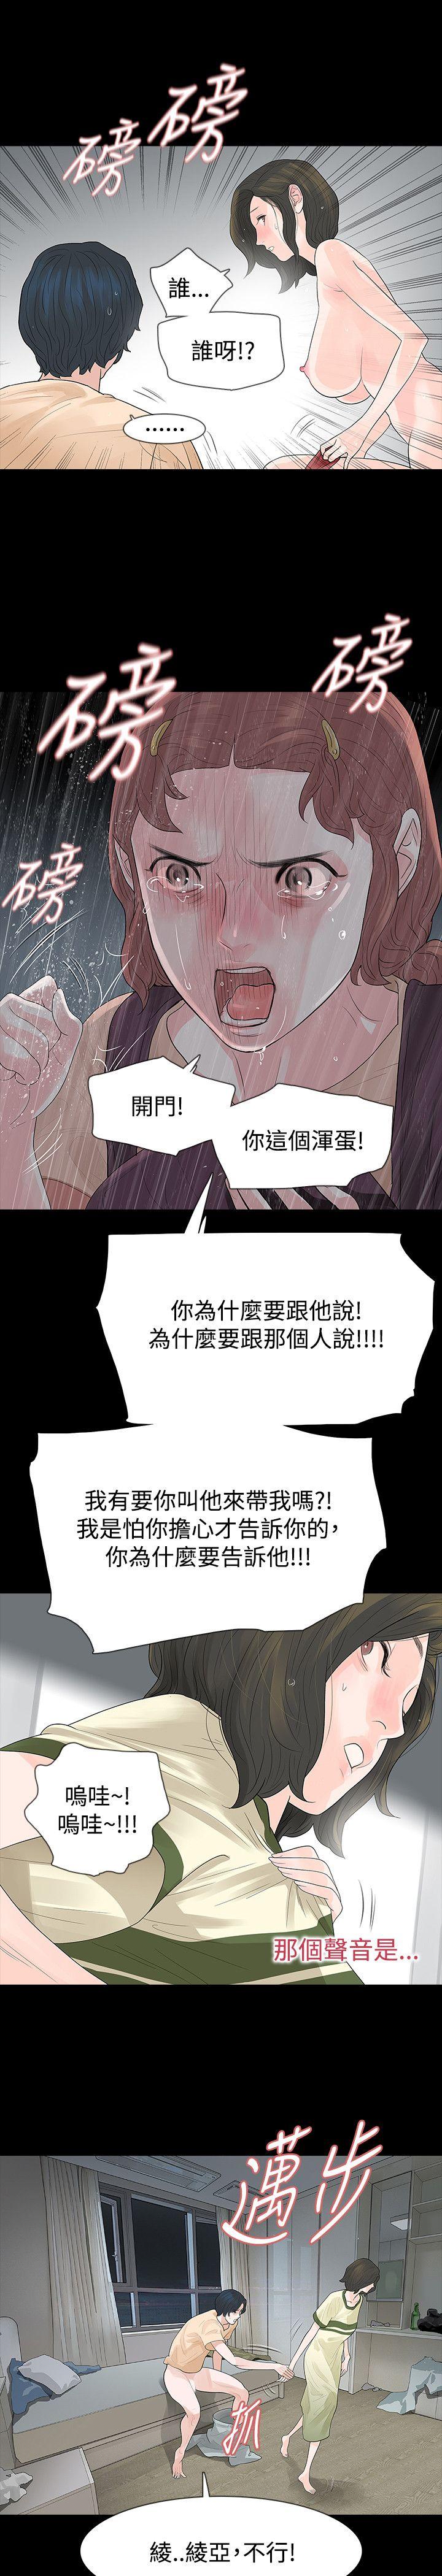 磅
磅
誰...
誰呀!?
......
磅
磅
磅
開門!
你這個渾蛋!
你為什麼要跟他說!
為什麼要跟那個人說!!!!
我有要你叫他來帶我嗎?!
我是怕你擔心才告訴你的,
你為什麼要告訴他!!!
嗚哇~!
嗚哇~!!!
那個聲音是...
邁步
抓
綾..綾亞,不行!